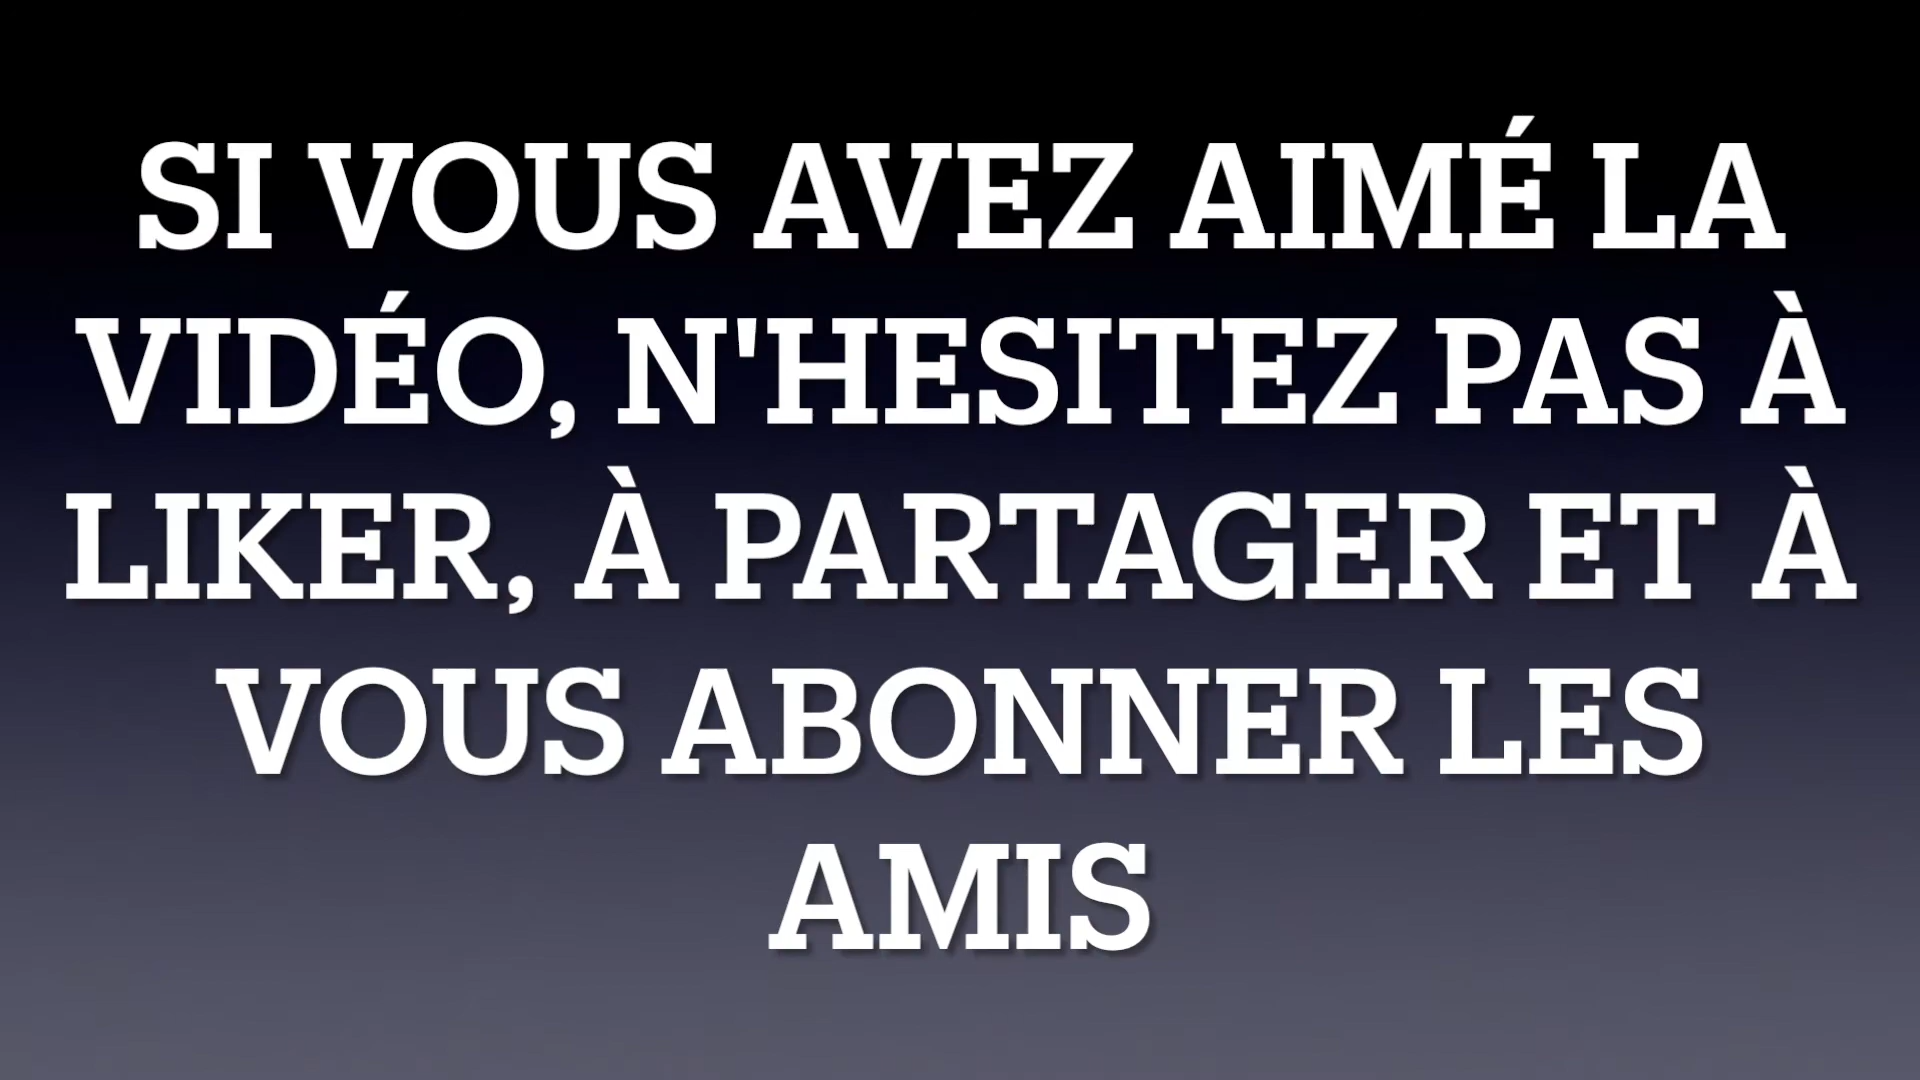 SI VOUS AVEZ AIMÉ LA
VIDÉO, N'HESITEZ PAS À
LIKER, À PARTAGER ET À
VOUS ABONNER LES
AMIS